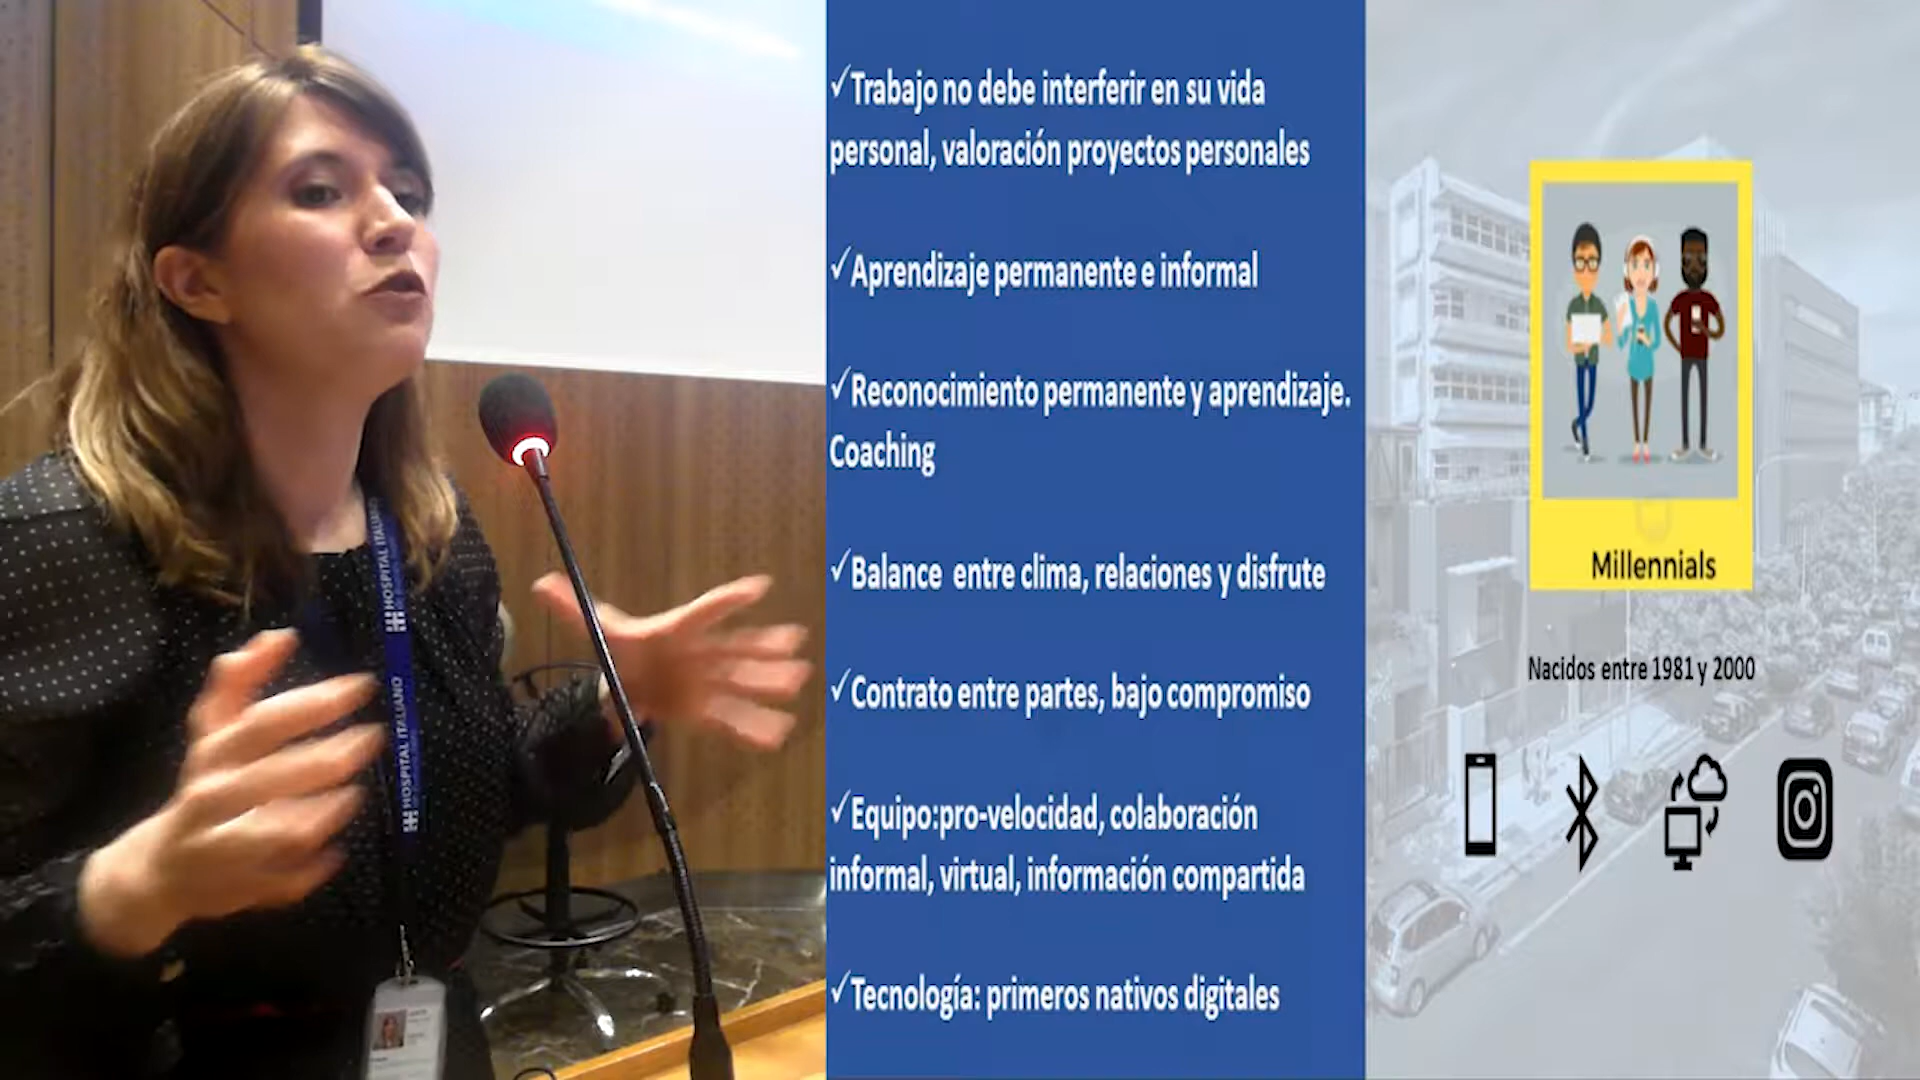 ✓Trabajo no debe interferir en su vida
personal, valoración proyectos personales
✓Aprendizaje permanente e informal
✓Reconocimiento permanente y aprendizaje.
Coaching
✓Balance entre clima, relaciones y disfrute
✓Contrato entre partes, bajo compromiso
✓Equipo:pro-velocidad, colaboración
informal, virtual, información compartida
✓Tecnología: primeros nativos digitales
Millennials
Nacidos entre 1981 y 2000
HOSPITAL ITALIANO
HOSPITAL ITALIANO